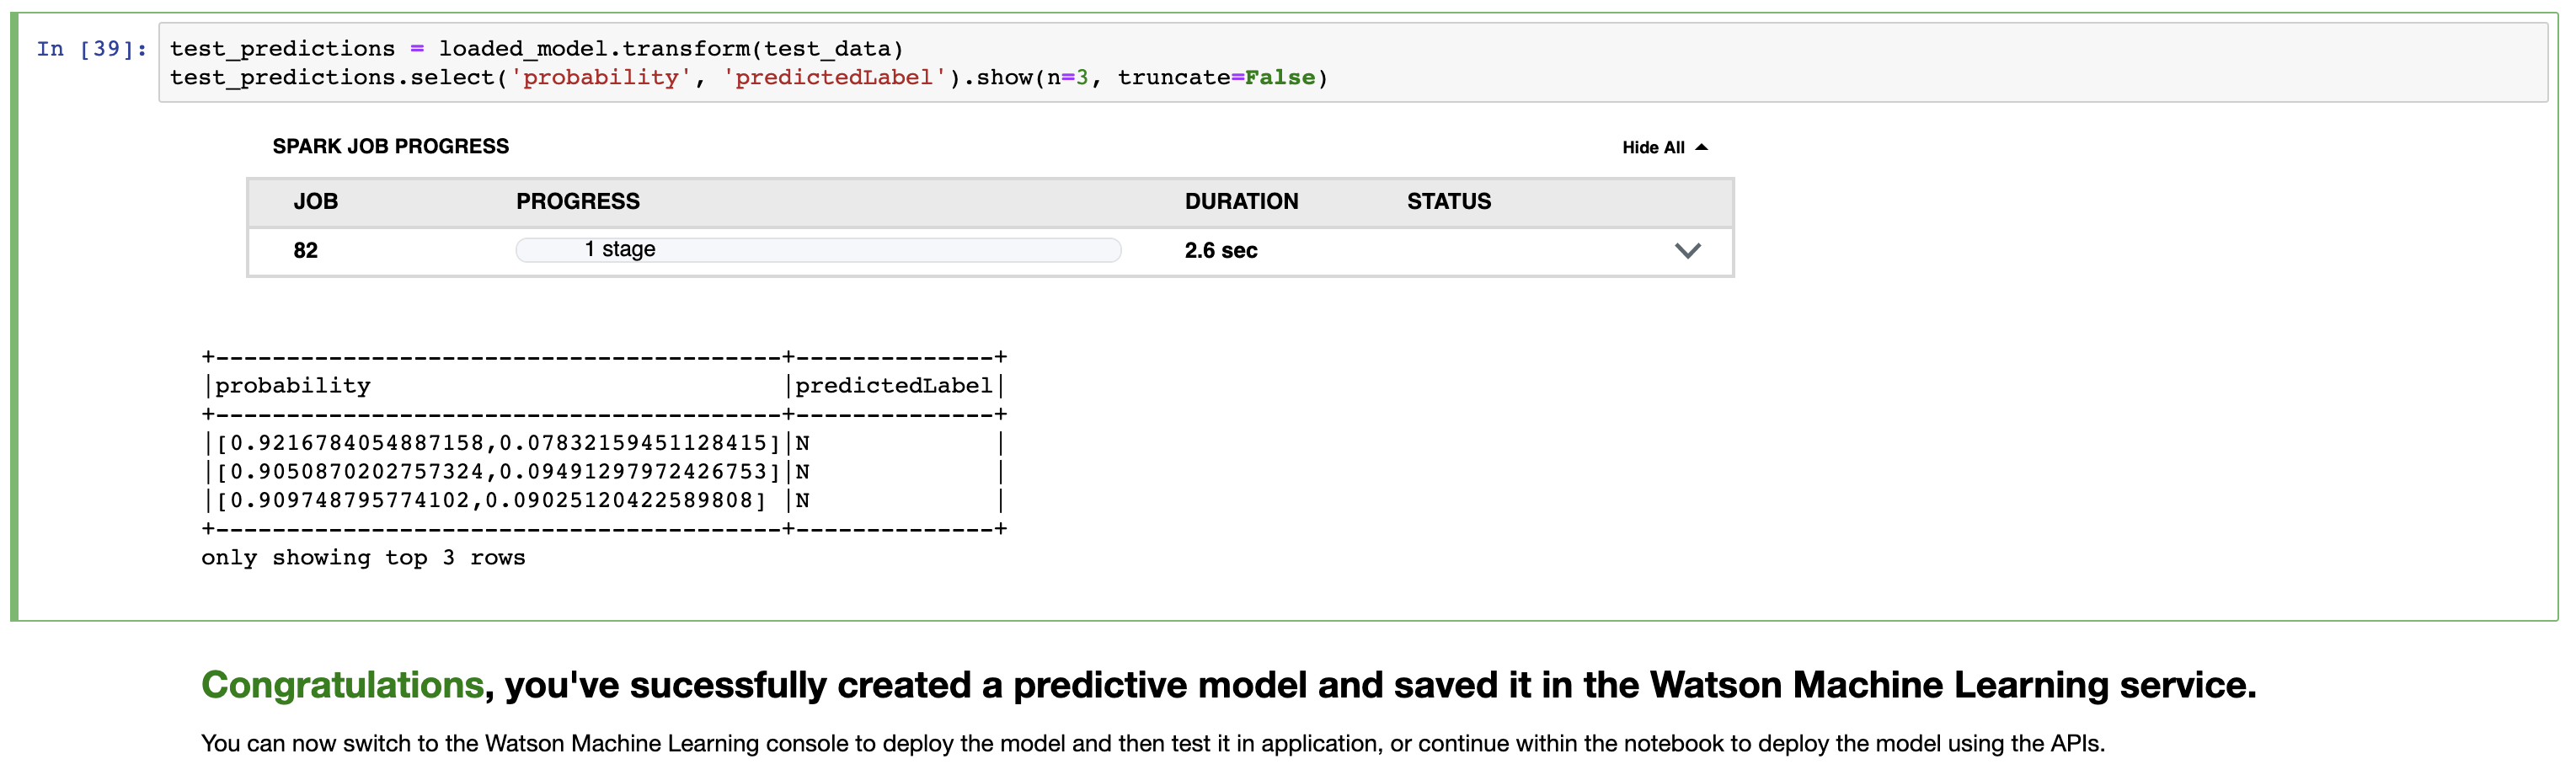 In [39]: test_predictions = loaded_model.transform(test_data)
test_predictions.select('probability', 'predictedLabel').show(n=3, truncate=False)
SPARK JOB PROGRESS Hide All
JOB PROGRESS DURATION STATUS
82 1 stage 2.6 sec
+----------------------------------------+--------------+
|probability                             |predictedLabel|
+----------------------------------------+--------------+
|[0.9216784054887158,0.07832159451128415]|N             |
|[0.9050870202757324,0.09491297972426753]|N             |
|[0.909748795774102,0.09025120422589808] |N             |
+----------------------------------------+--------------+
only showing top 3 rows
Congratulations, you've sucessfully created a predictive model and saved it in the Watson Machine Learning service.
You can now switch to the Watson Machine Learning console to deploy the model and then test it in application, or continue within the notebook to deploy the model using the APIs.